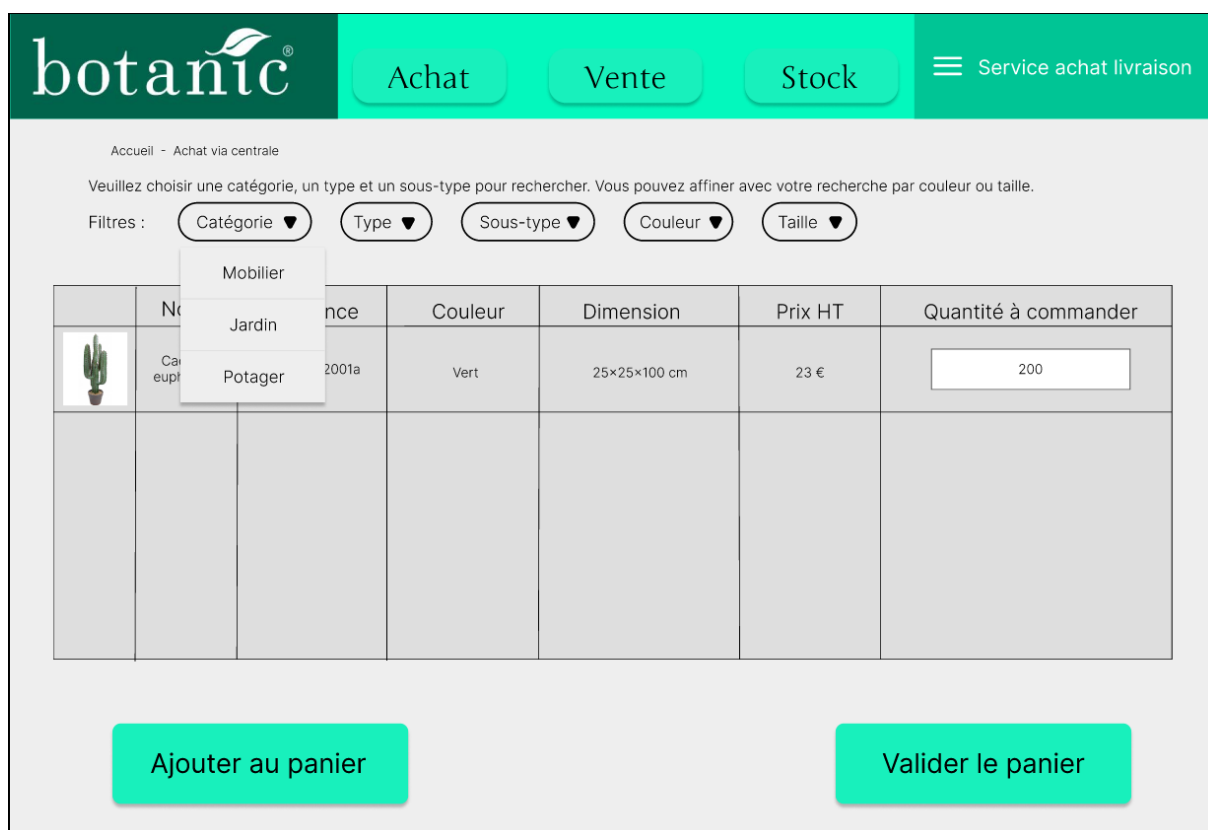 botanic®
Achat
Vente
Stock
Service achat livraison
Accueil - Achat via centrale
Veuillez choisir une catégorie, un type et un sous-type pour rechercher. Vous pouvez affiner avec votre recherche par couleur ou taille.
Filtres : Catégorie Type Sous-type Couleur Taille
Mobilier
Jardin
Potager
Couleur Dimension Prix HT Quantité à commander
2001a Vert 25×25×100 cm 23 € 200
Ajouter au panier
Valider le panier